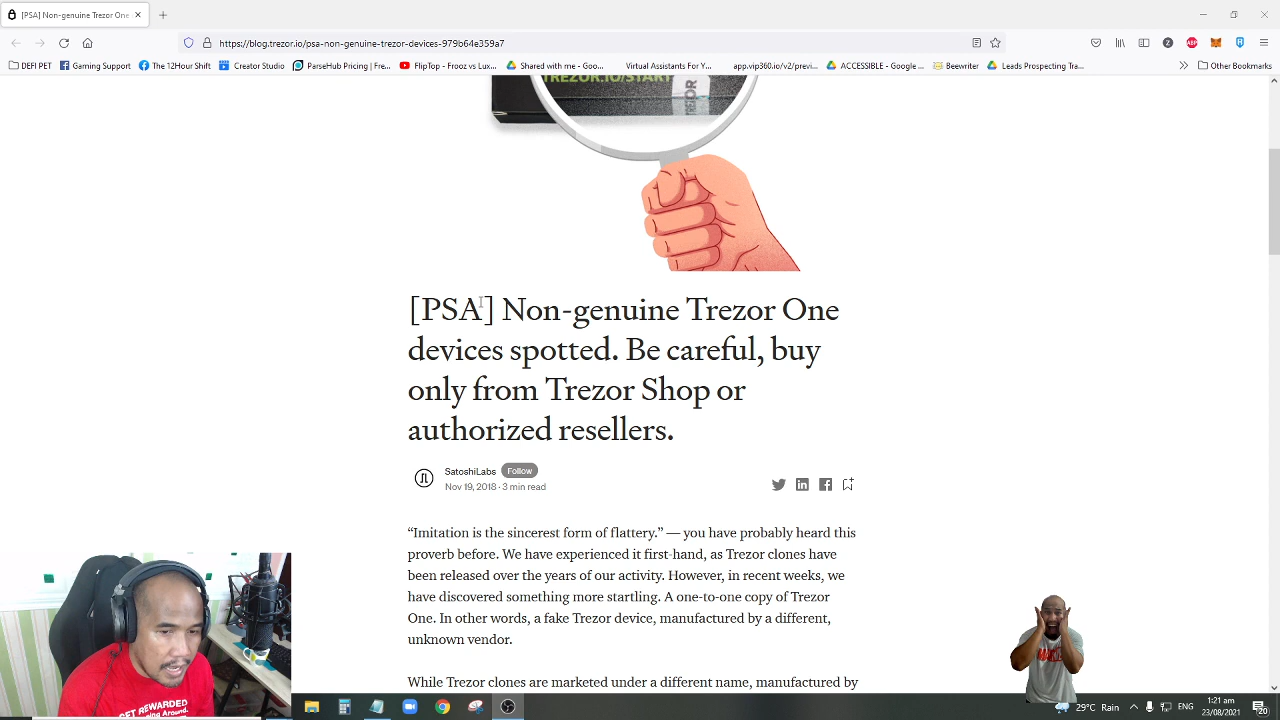 [PSA] Non-genuine Trezor One
https://blog.trezor.io/psa-non-genuine-trezor-devices-979b64e359a7
DEFI PET
Gaming Support
The 12Hour Shift
Creator Studio
ParseHub Pricing | Fre...
FlipTop - Frooz vs Lux...
Shared with me - Goo...
Virtual Assistants For Y...
app.vip360.io/v2/previ...
ACCESSIBLE - Google ...
Beewriter
Leads Prospecting Tra...
Other Bookmarks
TREZOR.IO/START
TREZOR
[PSA] Non-genuine Trezor One
devices spotted. Be careful, buy
only from Trezor Shop or
authorized resellers.
SatoshiLabs Follow
Nov 19, 2018 · 3 min read
“Imitation is the sincerest form of flattery.” — you have probably heard this
proverb before. We have experienced it first-hand, as Trezor clones have
been released over the years of our activity. However, in recent weeks, we
have discovered something more startling. A one-to-one copy of Trezor
One. In other words, a fake Trezor device, manufactured by a different,
unknown vendor.
While Trezor clones are marketed under a different name, manufactured by
GET REWARDED
29°C Rain
ENG
1:21 am
23/08/2021